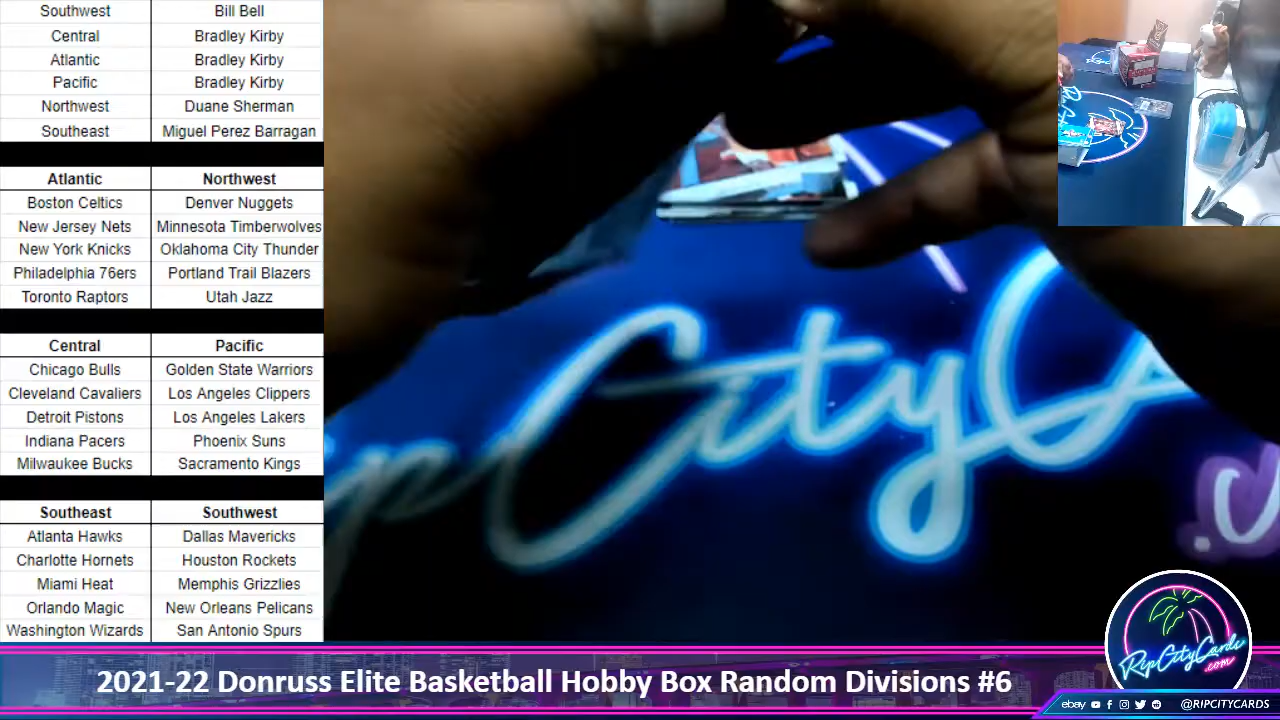 Southwest Bill Bell
Central Bradley Kirby
Atlantic Bradley Kirby
Pacific Bradley Kirby
Northwest Duane Sherman
Southeast Miguel Perez Barragan
Atlantic Northwest
Boston Celtics Denver Nuggets
New Jersey Nets Minnesota Timberwolves
New York Knicks Oklahoma City Thunder
Philadelphia 76ers Portland Trail Blazers
Toronto Raptors Utah Jazz
Central Pacific
Chicago Bulls Golden State Warriors
Cleveland Cavaliers Los Angeles Clippers
Detroit Pistons Los Angeles Lakers
Indiana Pacers Phoenix Suns
Milwaukee Bucks Sacramento Kings
Southeast Southwest
Atlanta Hawks Dallas Mavericks
Charlotte Hornets Houston Rockets
Miami Heat Memphis Grizzlies
Orlando Magic New Orleans Pelicans
Washington Wizards San Antonio Spurs
ipCityC
RipCityCards
.com
2021-22 Donruss Elite Basketball Hobby Box Random Divisions #6
ebay @RIPCITYCARDS